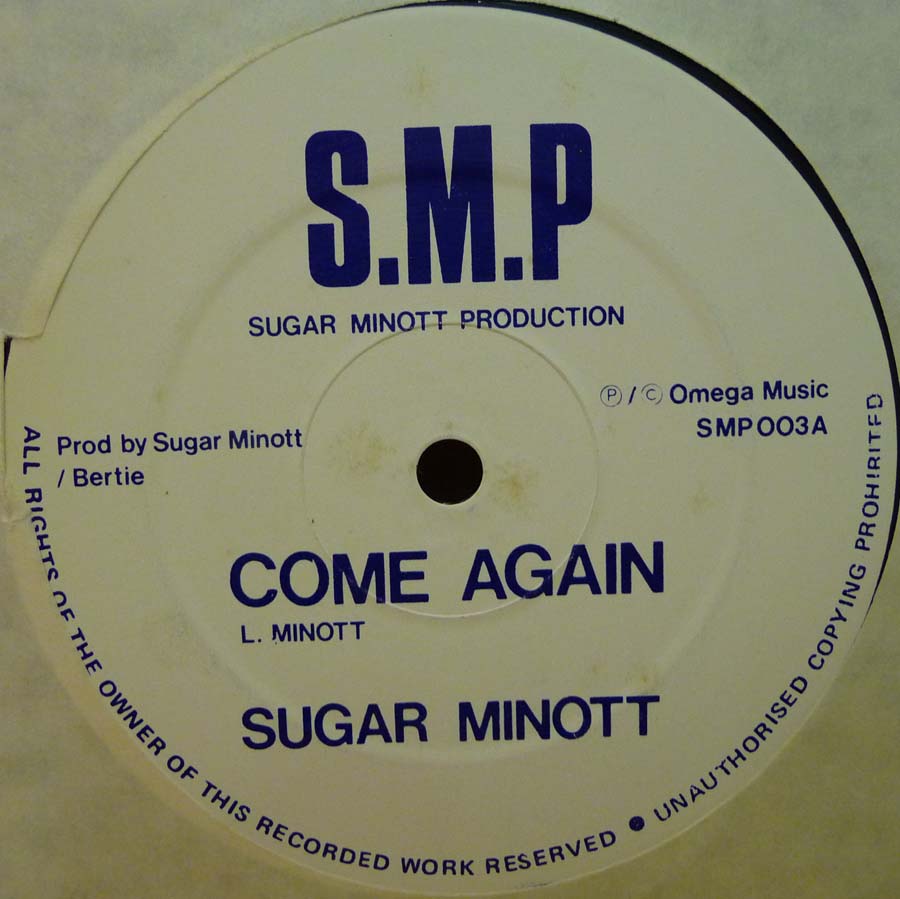 S.M.P
SUGAR MINOTT PRODUCTION
Ⓟ/Ⓒ Omega Music
SMP003A
Prod by Sugar Minott
/ Bertie
COME AGAIN
L. MINOTT
SUGAR MINOTT
ALL RIGHTS OF THE OWNER OF THIS RECORDED WORK RESERVED ● UNAUTHORISED COPYING PROHIBITED